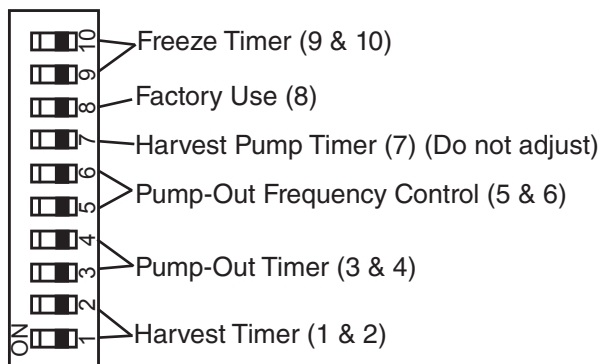 10
Freeze Timer (9 & 10)
9
8
Factory Use (8)
7
Harvest Pump Timer (7) (Do not adjust)
6
Pump-Out Frequency Control (5 & 6)
5
4
Pump-Out Timer (3 & 4)
3
2
Harvest Timer (1 & 2)
1
ON